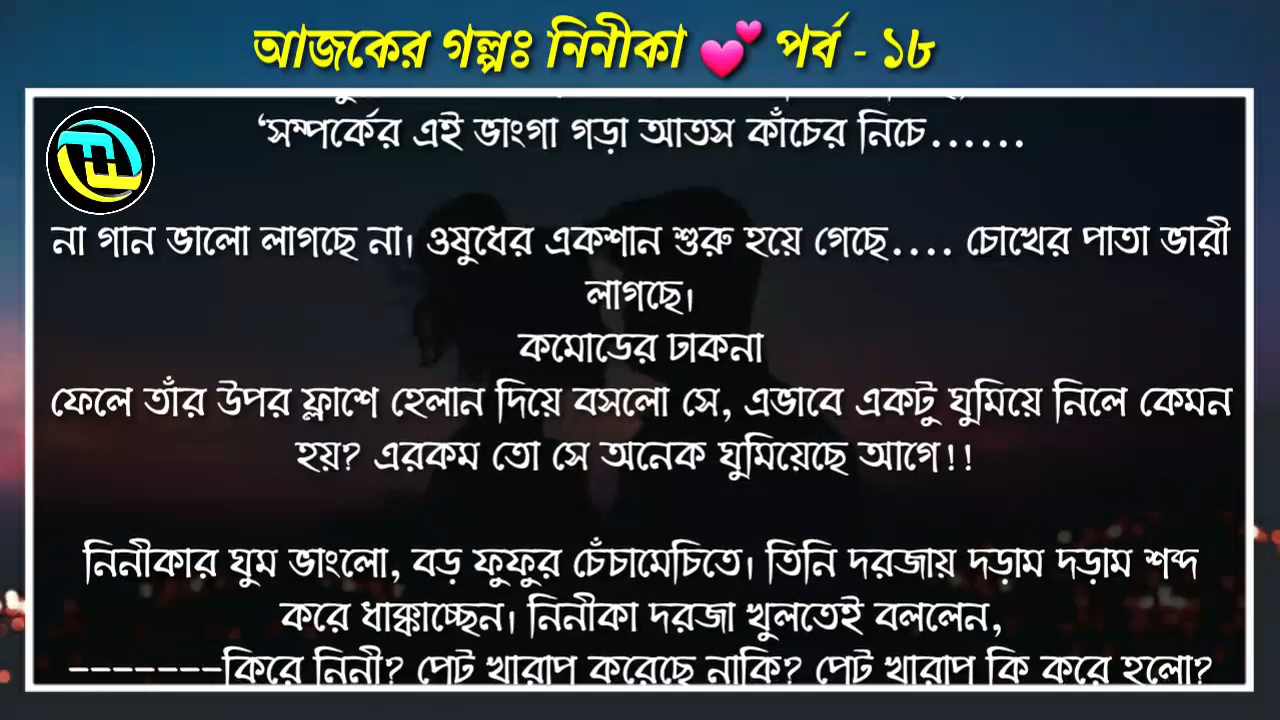 আজকের গল্পঃ নিনীকা 💕 পর্ব - ১৮
‘সম্পর্কের এই ভাংগা গড়া আতস কাঁচের নিচে......
না গান ভালো লাগছে না। ওষুধের একশান শুরু হয়ে গেছে.... চোখের পাতা ভারী
লাগছে।
কমোডের ঢাকনা
ফেলে তাঁর উপর ফ্লাশে হেলান দিয়ে বসলো সে, এভাবে একটু ঘুমিয়ে নিলে কেমন
হয়? এরকম তো সে অনেক ঘুমিয়েছে আগে!!
নিনীকার ঘুম ভাংলো, বড় ফুফুর চেঁচামেচিতে। তিনি দরজায় দড়াম দড়াম শব্দ
করে ধাক্কাচ্ছেন। নিনীকা দরজা খুলতেই বললেন,
-------কিরে নিনী? পেট খারাপ করেছে নাকি? পেট খারাপ কি করে হলো?